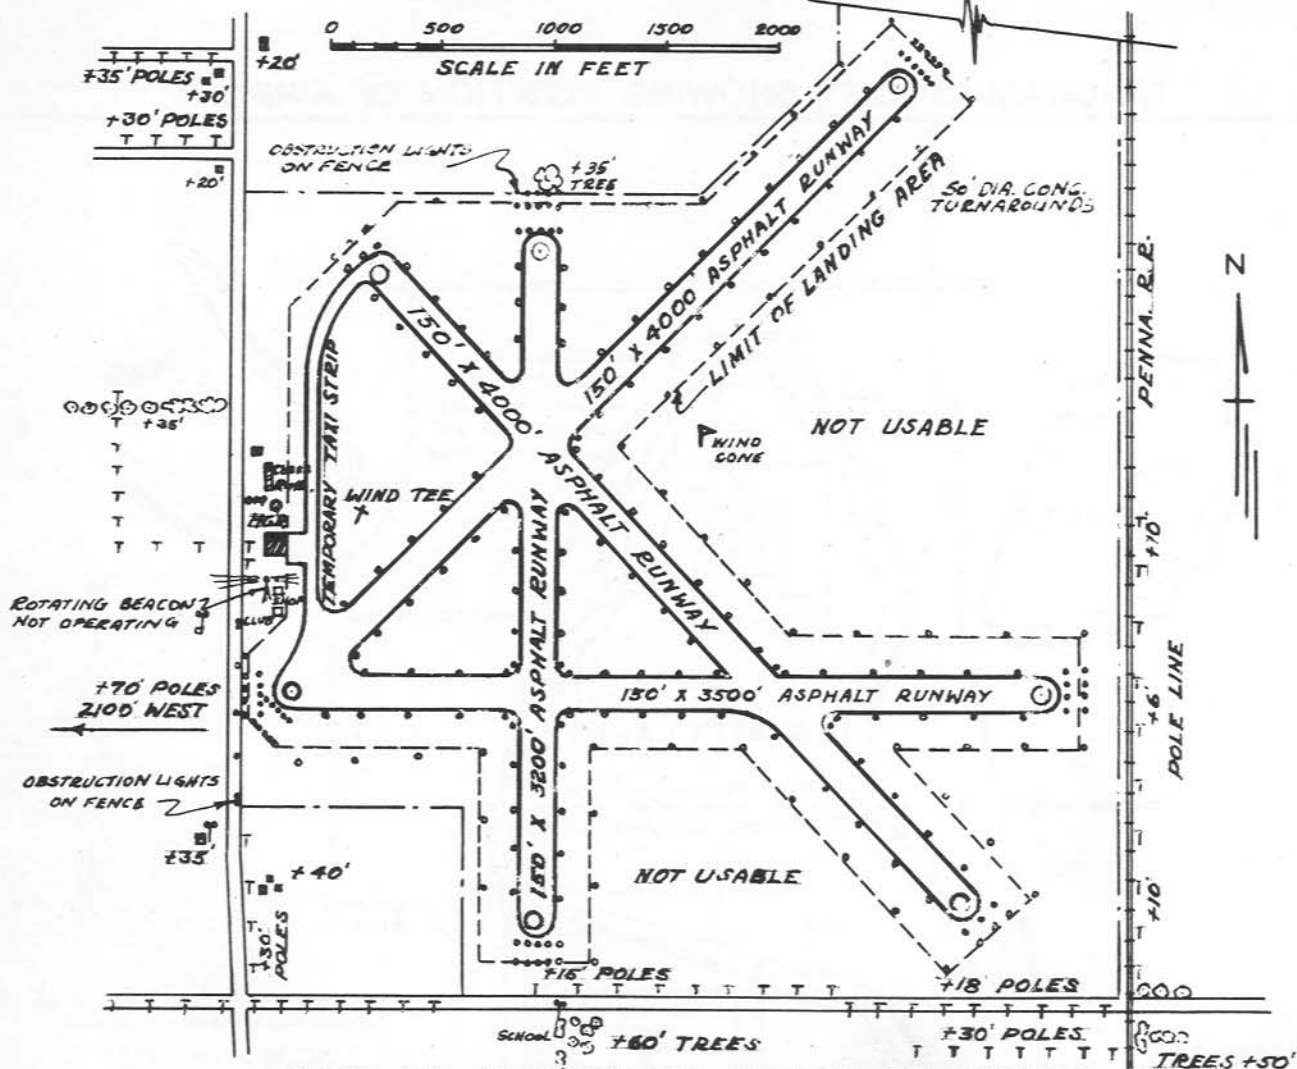 0 500 1000 1500 2000
SCALE IN FEET
+35' POLES
+30'
+30' POLES
+20'
+20'
OBSTRUCTION LIGHTS
ON FENCE
+35'
TREE
50' DIA. CONC.
TURNAROUNDS
150' X 4000' ASPHALT RUNWAY
LIMIT OF LANDING AREA
PENNA. R.R.
N
150' X 4000' ASPHALT RUNWAY
TEMPORARY TAXI STRIP
+35'
NOT USABLE
WIND
CONE
WIND TEE
ROTATING BEACON
NOT OPERATING
+70 POLES
2100' WEST
150' X 3500' ASPHALT RUNWAY
150' X 3200' ASPHALT RUNWAY
+10'
+6'
POLE LINE
OBSTRUCTION LIGHTS
ON FENCE
+35'
+40'
+30'
POLES
NOT USABLE
+10'
+16' POLES
+18' POLES
SCHOOL
+60' TREES
+30' POLES
TREES +50'